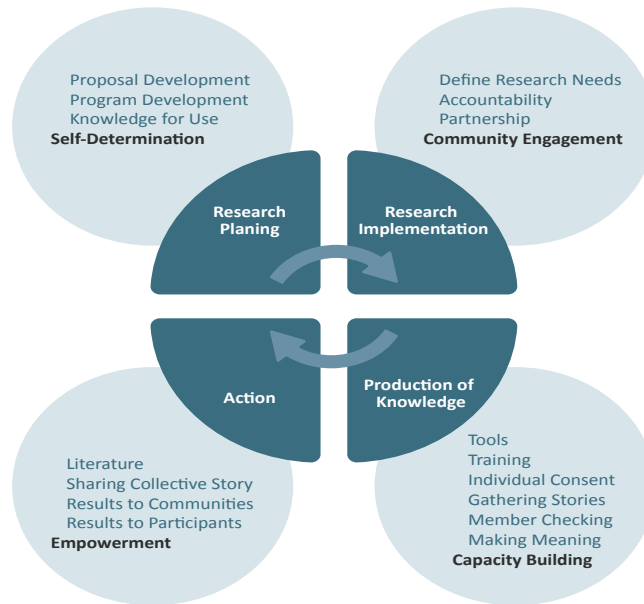 Proposal Development
Program Development
Knowledge for Use
Self-Determination
Define Research Needs
Accountability
Partnership
Community Engagement
Research
Planing
Research
Implementation
Action
Production of
Knowledge
Literature
Sharing Collective Story
Results to Communities
Results to Participants
Empowerment
Tools
Training
Individual Consent
Gathering Stories
Member Checking
Making Meaning
Capacity Building